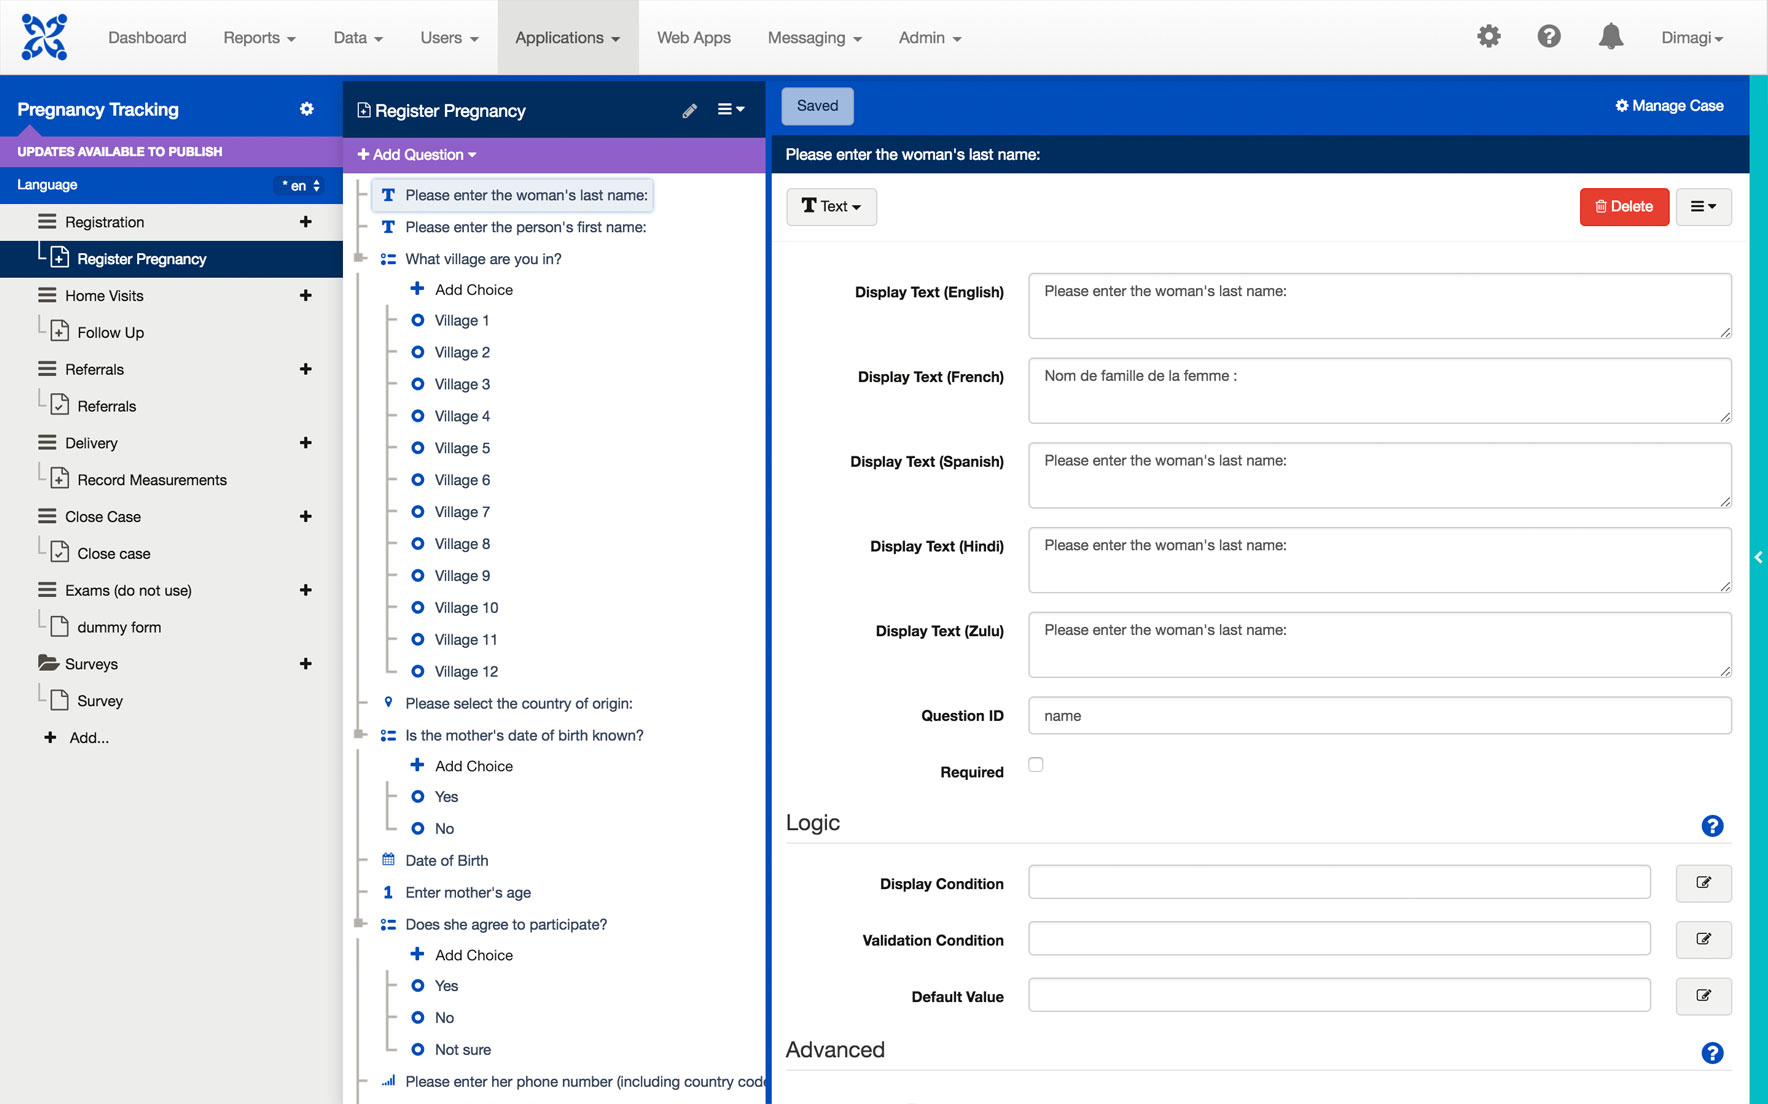 Dashboard
Reports
Data
Users
Applications
Web Apps
Messaging
Admin
Dimagi
Pregnancy Tracking
UPDATES AVAILABLE TO PUBLISH
Language
* en
Registration
Register Pregnancy
Home Visits
Follow Up
Referrals
Referrals
Delivery
Record Measurements
Close Case
Close case
Exams (do not use)
dummy form
Surveys
Survey
Add...
Register Pregnancy
Add Question
Please enter the woman's last name:
Please enter the person's first name:
What village are you in?
Add Choice
Village 1
Village 2
Village 3
Village 4
Village 5
Village 6
Village 7
Village 8
Village 9
Village 10
Village 11
Village 12
Please select the country of origin:
Is the mother's date of birth known?
Add Choice
Yes
No
Date of Birth
1 Enter mother's age
Does she agree to participate?
Add Choice
Yes
No
Not sure
Please enter her phone number (including country code
Saved
Manage Case
Please enter the woman's last name:
T Text
Delete
Display Text (English)
Please enter the woman's last name:
Display Text (French)
Nom de famille de la femme :
Display Text (Spanish)
Please enter the woman's last name:
Display Text (Hindi)
Please enter the woman's last name:
Display Text (Zulu)
Please enter the woman's last name:
Question ID
name
Required
Logic
Display Condition
Validation Condition
Default Value
Advanced